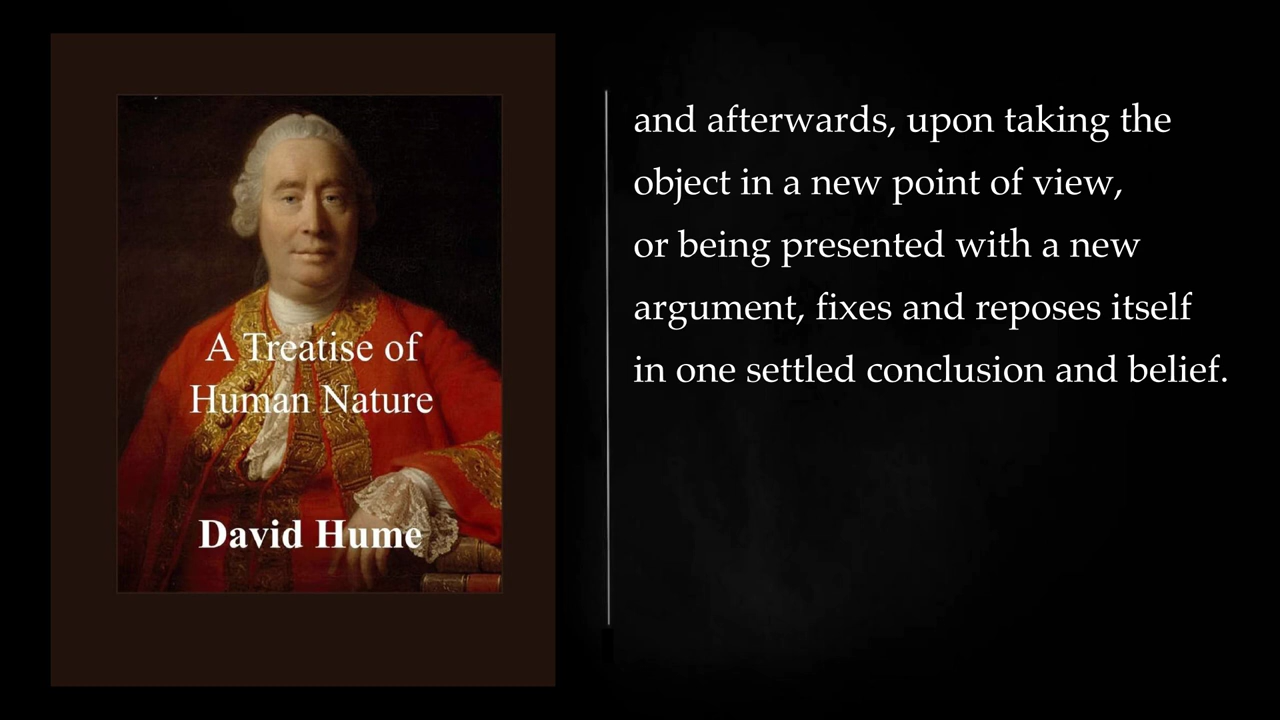 A Treatise of
Human Nature
David Hume
and afterwards, upon taking the
object in a new point of view,
or being presented with a new
argument, fixes and reposes itself
in one settled conclusion and belief.